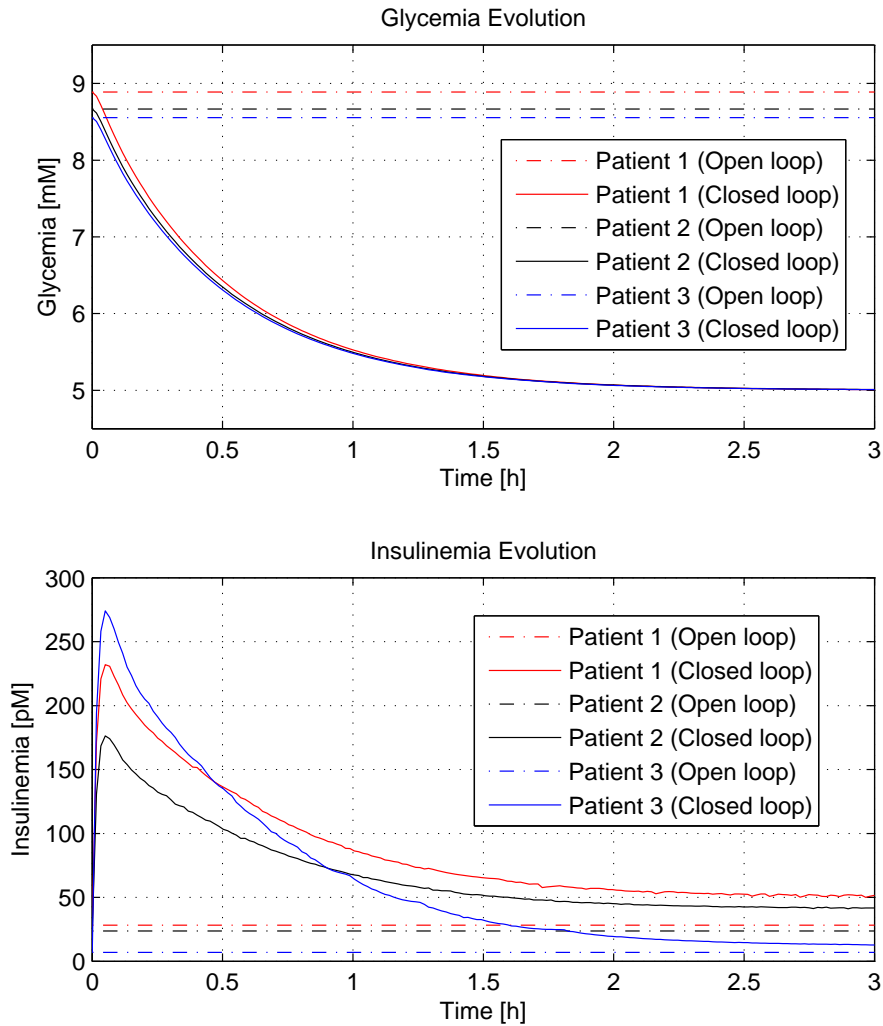 Glycemia Evolution
9
8
7
6
5
Glycemia [mM]
Patient 1 (Open loop)
Patient 1 (Closed loop)
Patient 2 (Open loop)
Patient 2 (Closed loop)
Patient 3 (Open loop)
Patient 3 (Closed loop)
0 0.5 1 1.5 2 2.5 3
Time [h]
Insulinemia Evolution
300
250
200
150
100
50
0
Insulinemia [pM]
Patient 1 (Open loop)
Patient 1 (Closed loop)
Patient 2 (Open loop)
Patient 2 (Closed loop)
Patient 3 (Open loop)
Patient 3 (Closed loop)
0 0.5 1 1.5 2 2.5 3
Time [h]